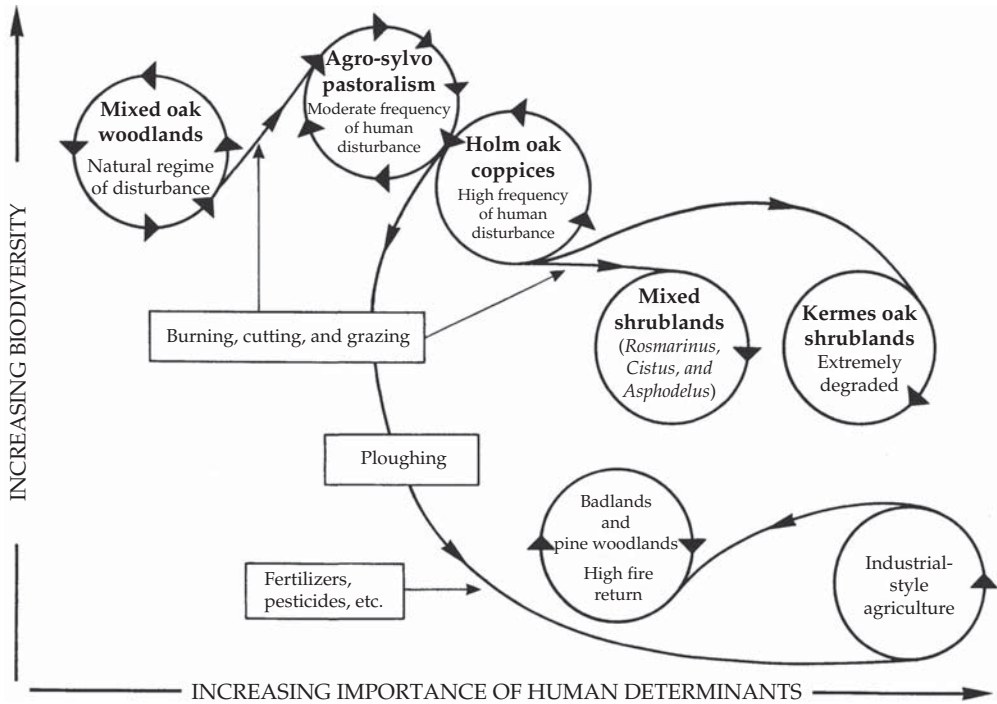 INCREASING BIODIVERSITY
Mixed oak
woodlands
Natural regime
of disturbance
Agro-sylvo
pastoralism
Moderate frequency
of human
disturbance
Holm oak
coppices
High frequency
of human
disturbance
Burning, cutting, and grazing
Mixed
shrublands
(Rosmarinus,
Cistus, and
Asphodelus)
Kermes oak
shrublands
Extremely
degraded
Ploughing
Badlands
and
pine woodlands
High fire
return
Fertilizers,
pesticides, etc.
Industrial-
style
agriculture
INCREASING IMPORTANCE OF HUMAN DETERMINANTS